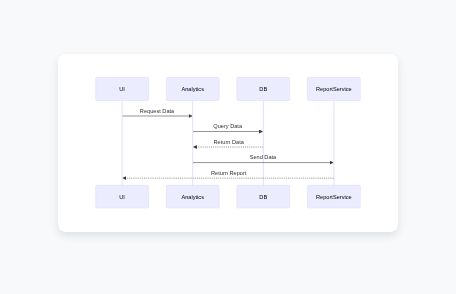 UI
Analytics
DB
ReportService
Request Data
Query Data
Return Data
Send Data
Return Report
UI
Analytics
DB
ReportService